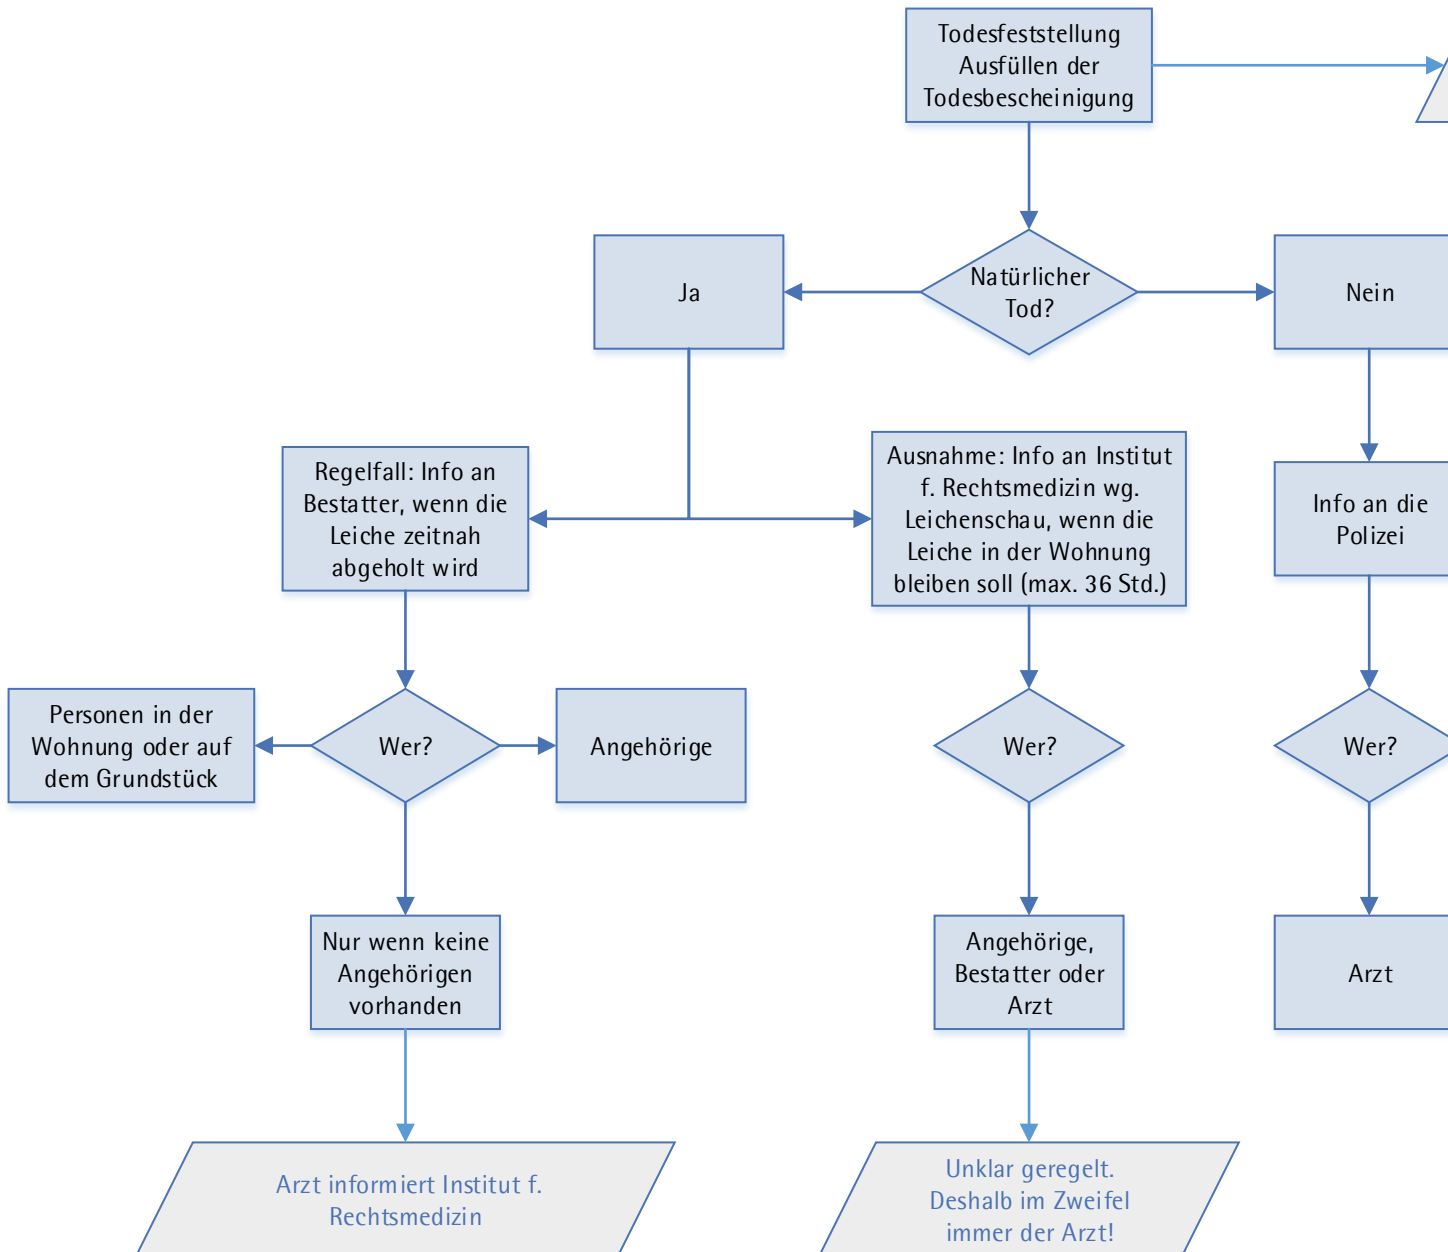 Todesfeststellung
Ausfüllen der
Todesbescheinigung
Ja
Natürlicher
Tod?
Nein
Regelfall: Info an
Bestatter, wenn die
Leiche zeitnah
abgeholt wird
Ausnahme: Info an Institut
f. Rechtsmedizin wg.
Leichenschau, wenn die
Leiche in der Wohnung
bleiben soll (max. 36 Std.)
Info an die
Polizei
Personen in der
Wohnung oder auf
dem Grundstück
Wer?
Angehörige
Wer?
Wer?
Nur wenn keine
Angehörigen
vorhanden
Angehörige,
Bestatter oder
Arzt
Arzt
Arzt informiert Institut f.
Rechtsmedizin
Unklar geregelt.
Deshalb im Zweifel
immer der Arzt!